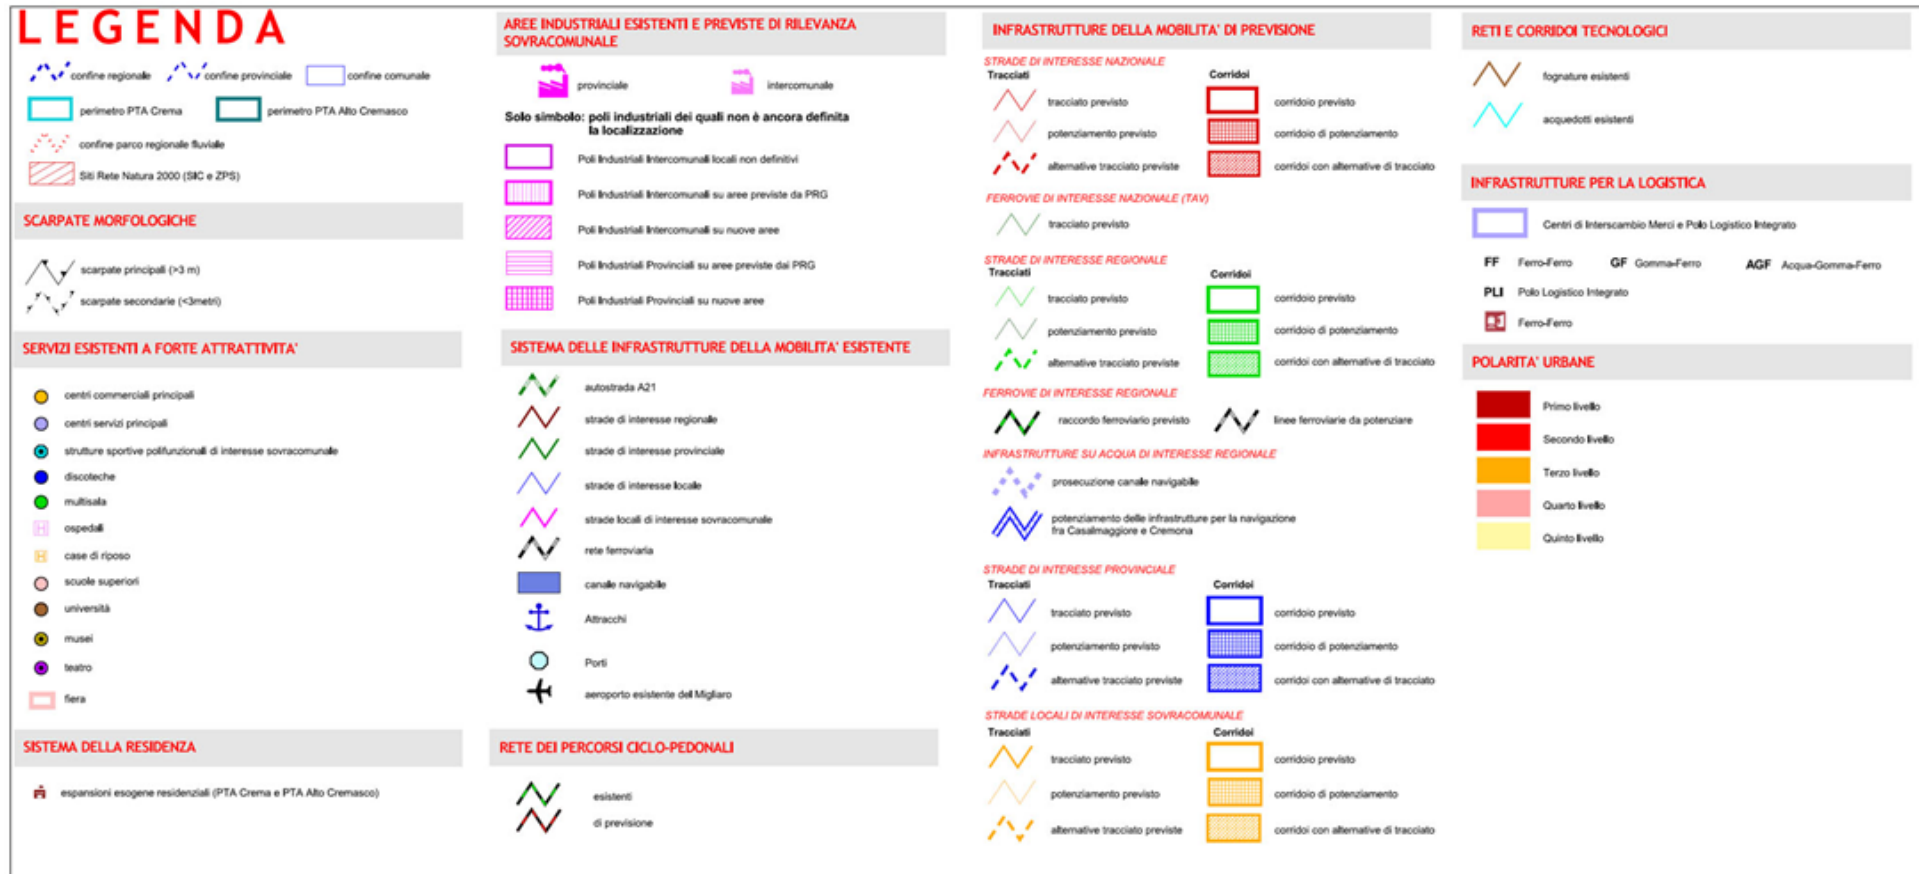 LEGENDA
confine regionale confine provinciale confine comunale
perimetro PTA Crema perimetro PTA Alto Cremasco
confine parco regionale fluviale
Siti Rete Natura 2000 (SIC e ZPS)
SCARPATE MORFOLOGICHE
scarpate principali (>3 m)
scarpate secondarie (<3metri)
SERVIZI ESISTENTI A FORTE ATTRATTIVITA'
centri commerciali principali
centri servizi principali
strutture sportive polifunzionali di interesse sovracomunale
discoteche
multisala
H ospedali
H case di riposo
scuole superiori
università
musei
teatro
fiera
SISTEMA DELLA RESIDENZA
espansioni esogene residenziali (PTA Crema e PTA Alto Cremasco)
AREE INDUSTRIALI ESISTENTI E PREVISTE DI RILEVANZA
SOVRACOMUNALE
provinciale intercomunale
Solo simbolo: poli industriali dei quali non è ancora definita
la localizzazione
Poli Industriali Intercomunali locali non definitivi
Poli Industriali Intercomunali su aree previste da PRG
Poli Industriali Intercomunali su nuove aree
Poli Industriali Provinciali su aree previste dai PRG
Poli Industriali Provinciali su nuove aree
SISTEMA DELLE INFRASTRUTTURE DELLA MOBILITA' ESISTENTE
autostrada A21
strade di interesse regionale
strade di interesse provinciale
strade di interesse locale
strade locali di interesse sovracomunale
rete ferroviaria
canale navigabile
Attracchi
Porti
aeroporto esistente del Migliaro
RETE DEI PERCORSI CICLO-PEDONALI
esistenti
di previsione
INFRASTRUTTURE DELLA MOBILITA' DI PREVISIONE
STRADE DI INTERESSE NAZIONALE
Tracciati Corridoi
tracciato previsto corridoio previsto
potenziamento previsto corridoio di potenziamento
alternative tracciato previste corridoi con alternative di tracciato
FERROVIE DI INTERESSE NAZIONALE (TAV)
tracciato previsto
STRADE DI INTERESSE REGIONALE
Tracciati Corridoi
tracciato previsto corridoio previsto
potenziamento previsto corridoio di potenziamento
alternative tracciato previste corridoi con alternative di tracciato
FERROVIE DI INTERESSE REGIONALE
raccordo ferroviario previsto linee ferroviarie da potenziare
INFRASTRUTTURE SU ACQUA DI INTERESSE REGIONALE
prosecuzione canale navigabile
potenziamento delle infrastrutture per la navigazione
fra Casalmaggiore e Cremona
STRADE DI INTERESSE PROVINCIALE
Tracciati Corridoi
tracciato previsto corridoio previsto
potenziamento previsto corridoio di potenziamento
alternative tracciato previste corridoi con alternative di tracciato
STRADE LOCALI DI INTERESSE SOVRACOMUNALE
Tracciati Corridoi
tracciato previsto corridoio previsto
potenziamento previsto corridoio di potenziamento
alternative tracciato previste corridoi con alternative di tracciato
RETI E CORRIDOI TECNOLOGICI
fognature esistenti
acquedotti esistenti
INFRASTRUTTURE PER LA LOGISTICA
Centri di Interscambio Merci e Polo Logistico Integrato
FF Ferro-Ferro GF Gomma-Ferro AGF Acqua-Gomma-Ferro
PLI Polo Logistico Integrato
Ferro-Ferro
POLARITA' URBANE
Primo livello
Secondo livello
Terzo livello
Quarto livello
Quinto livello